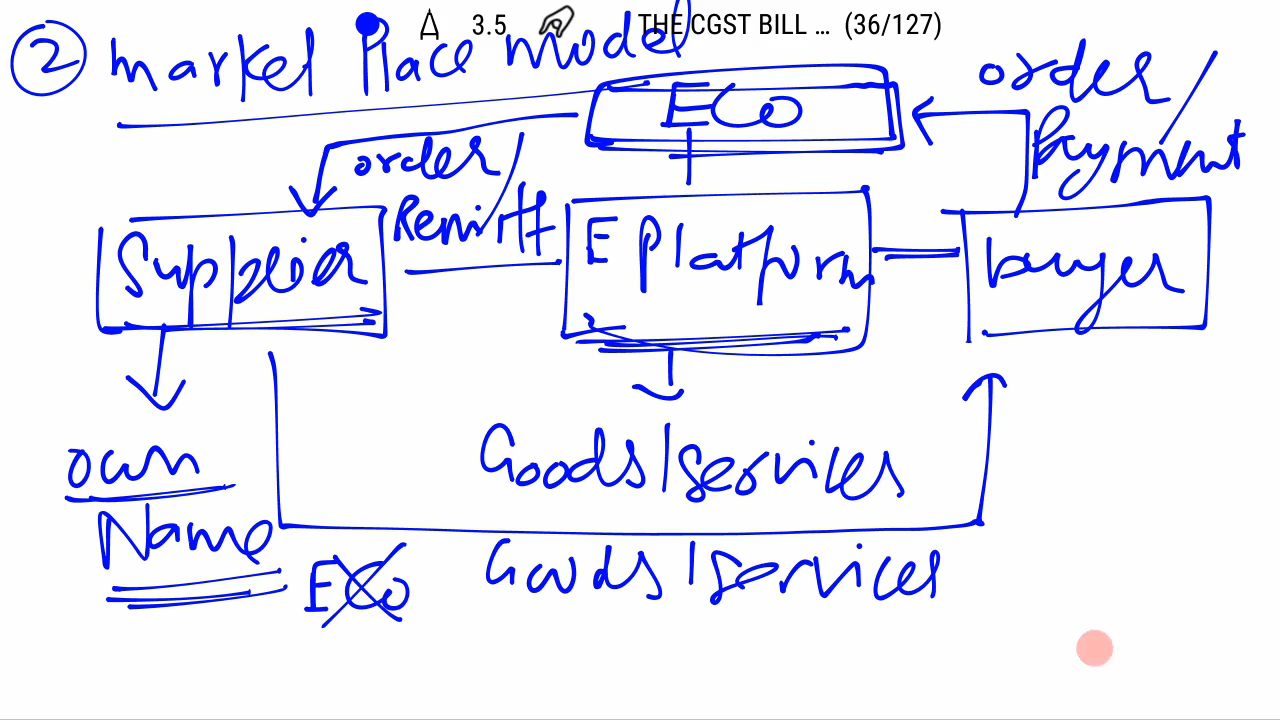 3.5 THE CGST BILL ... (36/127)
② market Place model
ECo
order/
Payment
order/
Remitt
Supplier
E Platform
buyer
own
Name
Goods/services
ECo
Goods/services